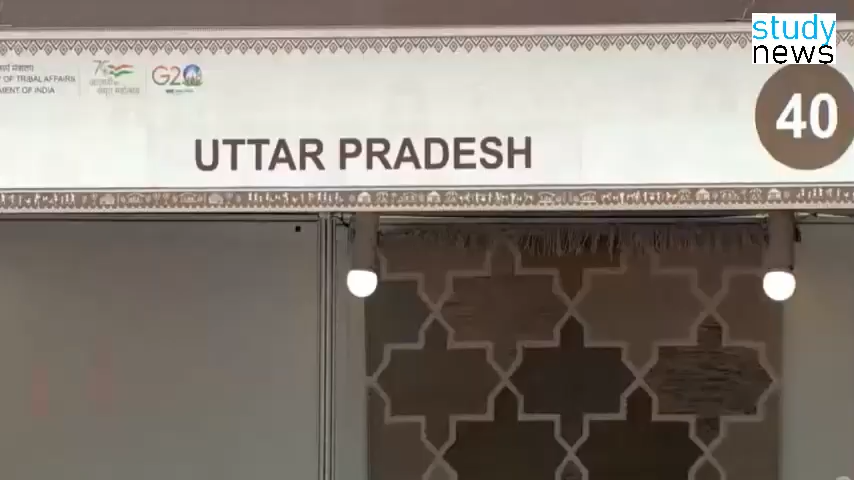 study
news
OF TRIBAL AFFAIRS
MENT OF INDIA
G20
UTTAR PRADESH
40